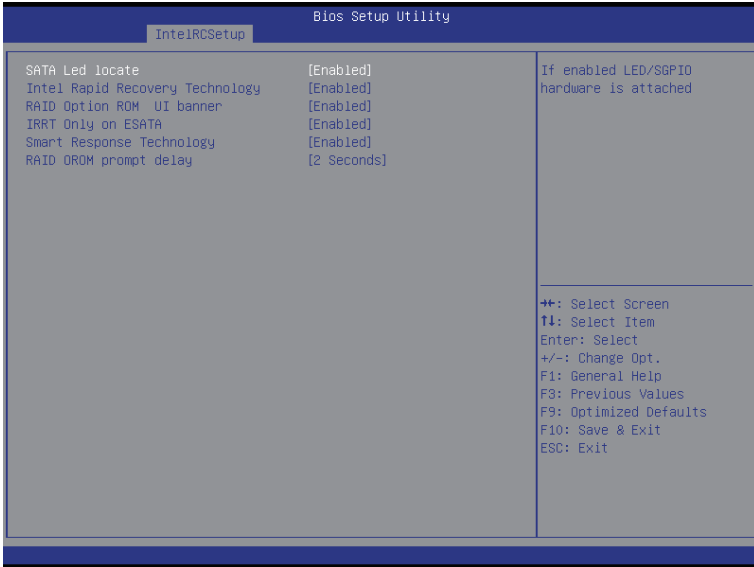 Bios Setup Utility
IntelRCSetup
SATA Led locate [Enabled]
Intel Rapid Recovery Technology [Enabled]
RAID Option ROM  UI banner [Enabled]
IRRT Only on ESATA [Enabled]
Smart Response Technology [Enabled]
RAID OROM prompt delay [2 Seconds]
If enabled LED/SGPIO
hardware is attached
→←: Select Screen
↑↓: Select Item
Enter: Select
+/-: Change Opt.
F1: General Help
F3: Previous Values
F9: Optimized Defaults
F10: Save & Exit
ESC: Exit